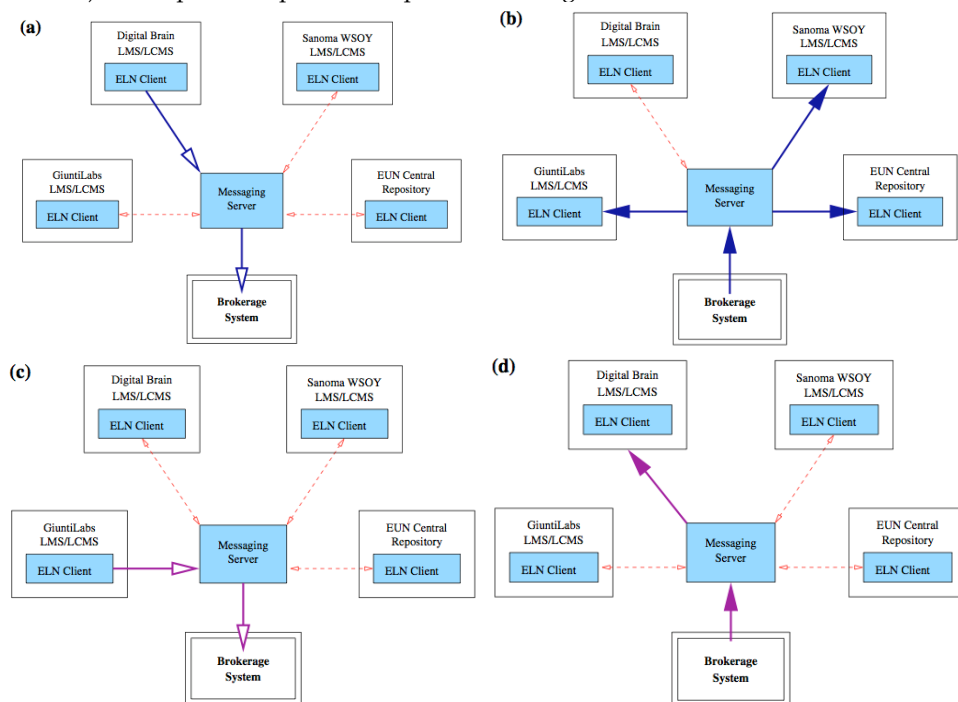 (a)
Digital Brain
LMS/LCMS
ELN Client
Sanoma WSOY
LMS/LCMS
ELN Client
GiuntiLabs
LMS/LCMS
ELN Client
Messaging
Server
EUN Central
Repository
ELN Client
Brokerage
System
(b)
Digital Brain
LMS/LCMS
ELN Client
Sanoma WSOY
LMS/LCMS
ELN Client
GiuntiLabs
LMS/LCMS
ELN Client
Messaging
Server
EUN Central
Repository
ELN Client
Brokerage
System
(c)
Digital Brain
LMS/LCMS
ELN Client
Sanoma WSOY
LMS/LCMS
ELN Client
GiuntiLabs
LMS/LCMS
ELN Client
Messaging
Server
EUN Central
Repository
ELN Client
Brokerage
System
(d)
Digital Brain
LMS/LCMS
ELN Client
Sanoma WSOY
LMS/LCMS
ELN Client
GiuntiLabs
LMS/LCMS
ELN Client
Messaging
Server
EUN Central
Repository
ELN Client
Brokerage
System